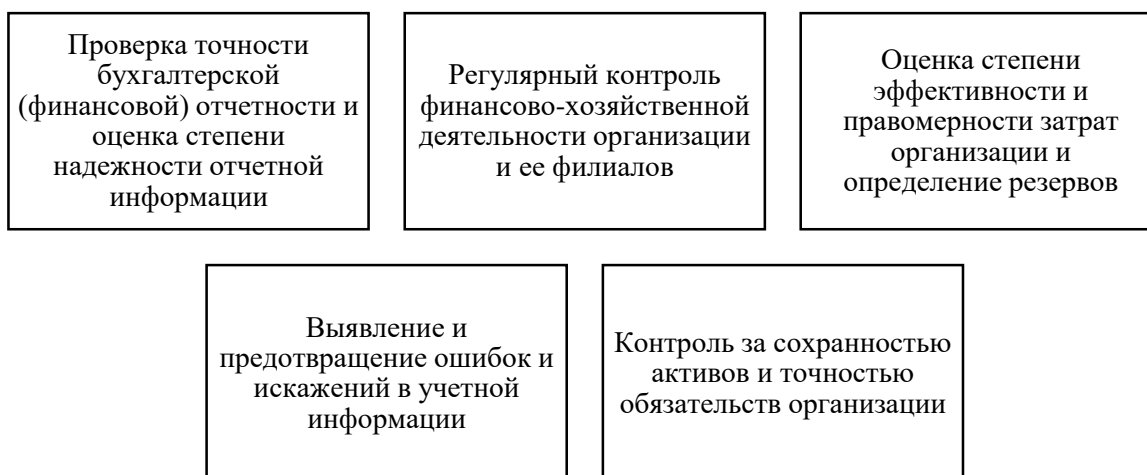 Проверка точности
бухгалтерской
(финансовой) отчетности и
оценка степени
надежности отчетной
информации
Регулярный контроль
финансово-хозяйственной
деятельности организации
и ее филиалов
Оценка степени
эффективности и
правомерности затрат
организации и
определение резервов
Выявление и
предотвращение ошибок и
искажений в учетной
информации
Контроль за сохранностью
активов и точностью
обязательств организации